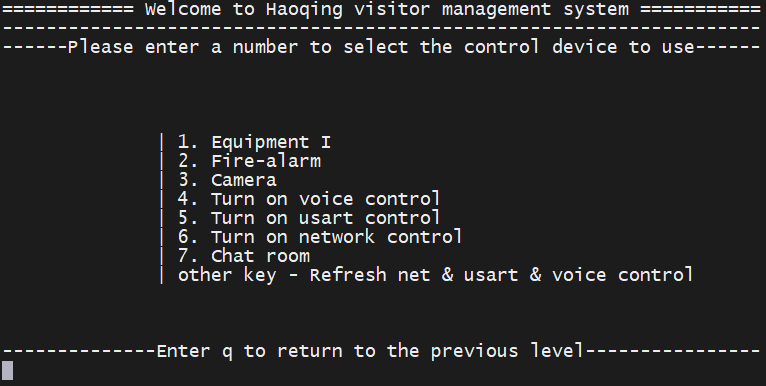 ============ Welcome to Haoqing visitor management system ===========
---------------------------------------------------------------------
------Please enter a number to select the control device to use------
| 1. Equipment I
| 2. Fire-alarm
| 3. Camera
| 4. Turn on voice control
| 5. Turn on usart control
| 6. Turn on network control
| 7. Chat room
| other key - Refresh net & usart & voice control
--------------Enter q to return to the previous level----------------